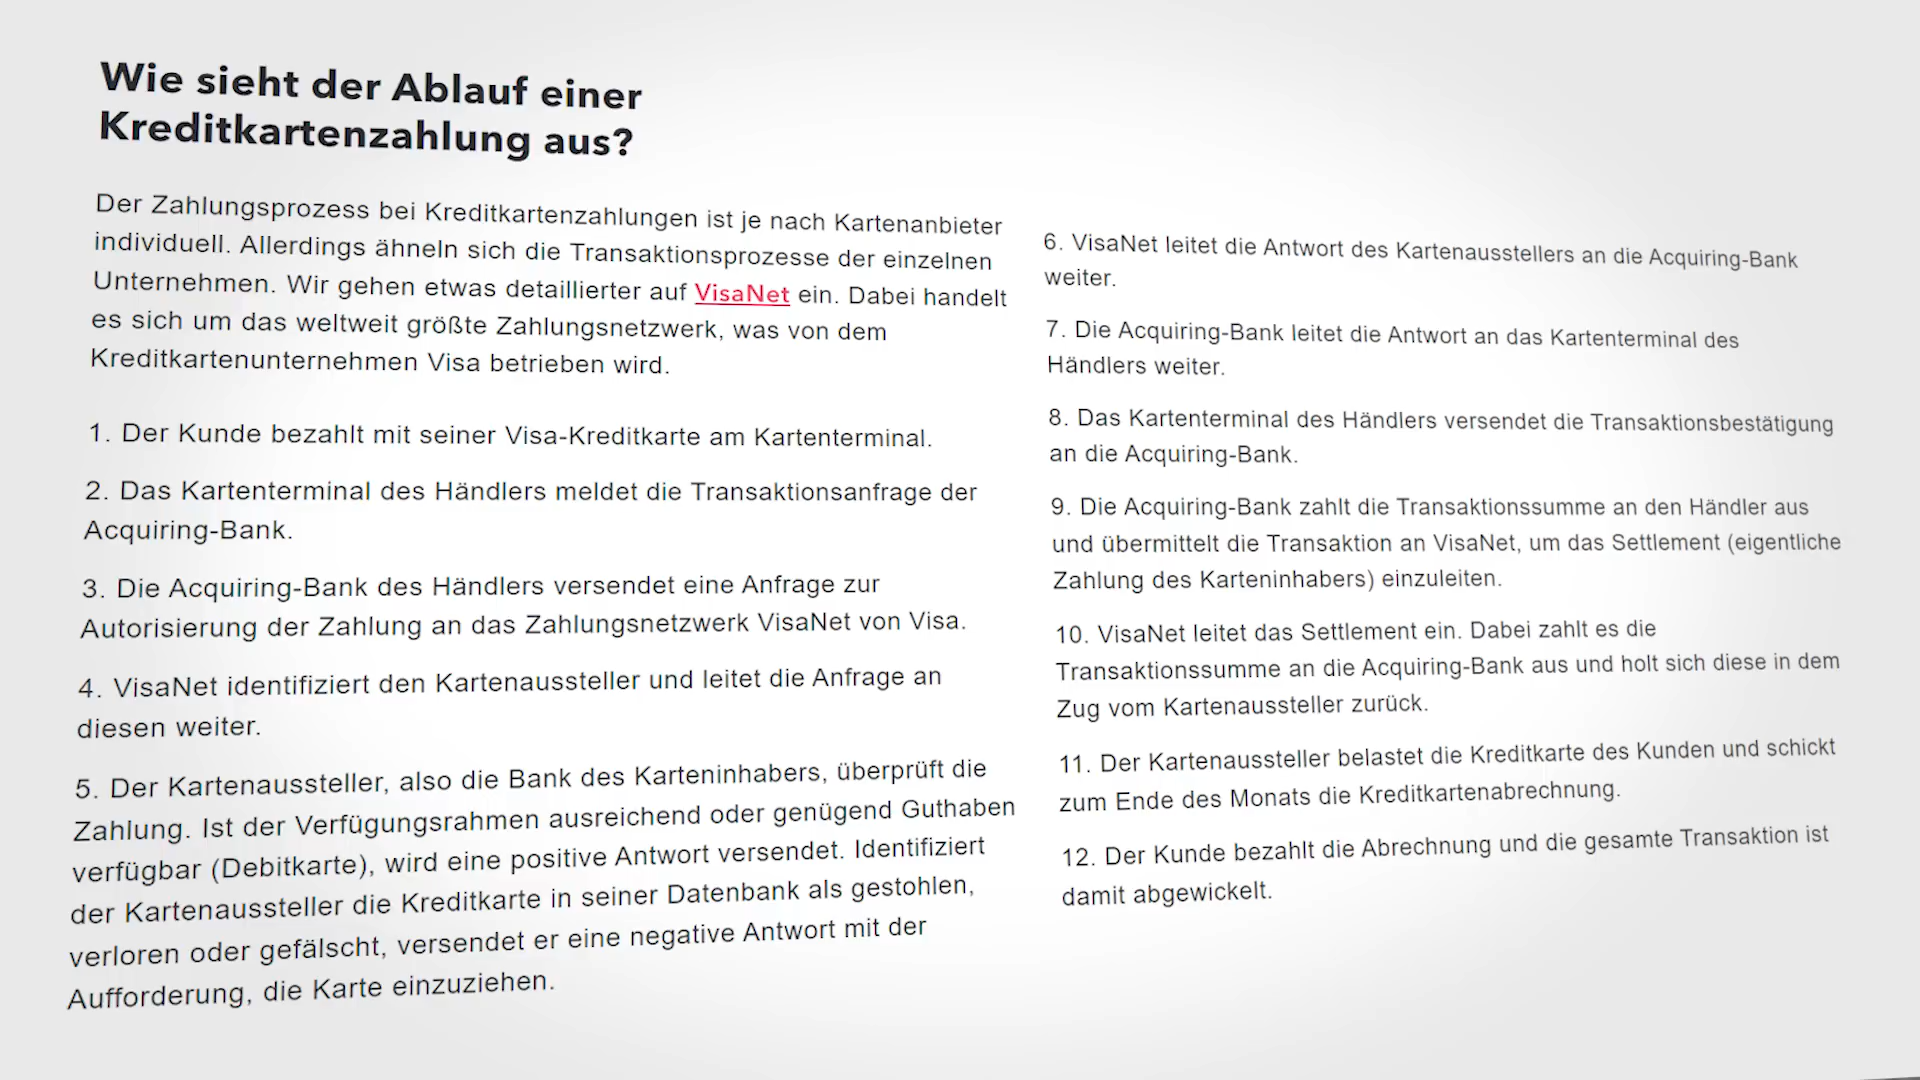 Wie sieht der Ablauf einer
Kreditkartenzahlung aus?
Der Zahlungsprozess bei Kreditkartenzahlungen ist je nach Kartenanbieter
individuell. Allerdings ähneln sich die Transaktionsprozesse der einzelnen
Unternehmen. Wir gehen etwas detaillierter auf VisaNet ein. Dabei handelt
es sich um das weltweit größte Zahlungsnetzwerk, was von dem
Kreditkartenunternehmen Visa betrieben wird.
1. Der Kunde bezahlt mit seiner Visa-Kreditkarte am Kartenterminal.
2. Das Kartenterminal des Händlers meldet die Transaktionsanfrage der
Acquiring-Bank.
3. Die Acquiring-Bank des Händlers versendet eine Anfrage zur
Autorisierung der Zahlung an das Zahlungsnetzwerk VisaNet von Visa.
4. VisaNet identifiziert den Kartenaussteller und leitet die Anfrage an
diesen weiter.
5. Der Kartenaussteller, also die Bank des Karteninhabers, überprüft die
Zahlung. Ist der Verfügungsrahmen ausreichend oder genügend Guthaben
verfügbar (Debitkarte), wird eine positive Antwort versendet. Identifiziert
der Kartenaussteller die Kreditkarte in seiner Datenbank als gestohlen,
verloren oder gefälscht, versendet er eine negative Antwort mit der
Aufforderung, die Karte einzuziehen.
6. VisaNet leitet die Antwort des Kartenausstellers an die Acquiring-Bank
weiter.
7. Die Acquiring-Bank leitet die Antwort an das Kartenterminal des
Händlers weiter.
8. Das Kartenterminal des Händlers versendet die Transaktionsbestätigung
an die Acquiring-Bank.
9. Die Acquiring-Bank zahlt die Transaktionssumme an den Händler aus
und übermittelt die Transaktion an VisaNet, um das Settlement (eigentliche
Zahlung des Karteninhabers) einzuleiten.
10. VisaNet leitet das Settlement ein. Dabei zahlt es die
Transaktionssumme an die Acquiring-Bank aus und holt sich diese in dem
Zug vom Kartenaussteller zurück.
11. Der Kartenaussteller belastet die Kreditkarte des Kunden und schickt
zum Ende des Monats die Kreditkartenabrechnung.
12. Der Kunde bezahlt die Abrechnung und die gesamte Transaktion ist
damit abgewickelt.